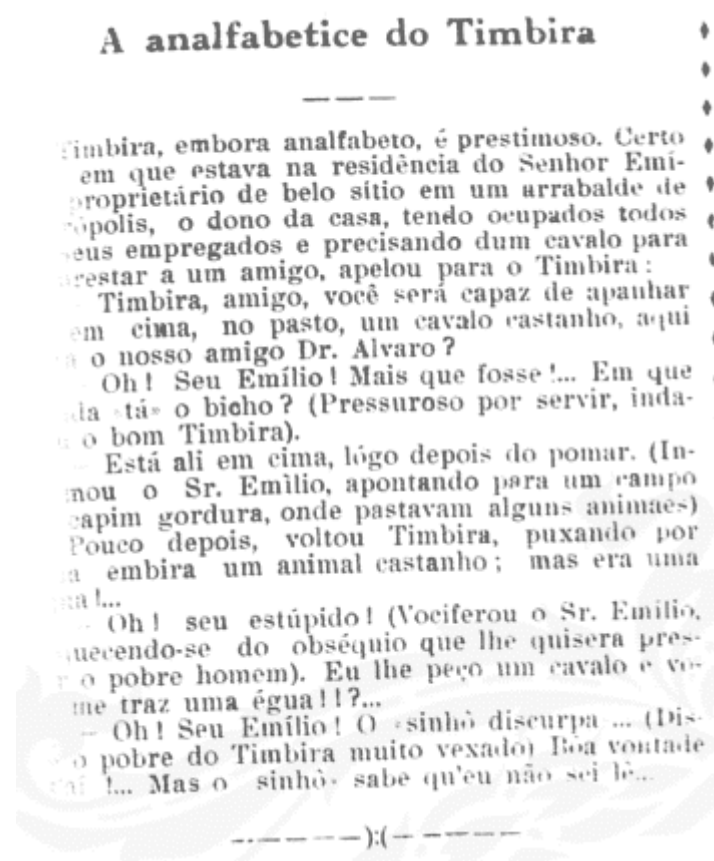 A analfabetice do Timbira
Timbira, embora analfabeto, é prestimoso. Certo
em que estava na residência do Senhor Emi-
proprietário de belo sítio em um arrabalde de
ópolis, o dono da casa, tendo ocupados todos
seus empregados e precisando dum cavalo para
restar a um amigo, apelou para o Timbira:
Timbira, amigo, você será capaz de apanhar
em cima, no pasto, um cavalo castanho, aqui
a o nosso amigo Dr. Alvaro?
— Oh! Seu Emílio! Mais que fosse!... Em que
da «tá» o bicho? (Pressuroso por servir, inda-
o bom Timbira).
— Está ali em cima, lógo depois do pomar. (In-
mou o Sr. Emílio, apontando para um campo
capim gordura, onde pastavam alguns animaes)
Pouco depois, voltou Timbira, puxando por
a embira um animal castanho; mas era uma
ua!...
— Oh! seu estúpido! (Vociferou o Sr. Emílio,
quecendo-se do obséquio que lhe quisera pres-
r o pobre homem). Eu lhe peço um cavalo e vo-
me traz uma égua!!?...
— Oh! Seu Emílio! O «sinhô discurpa ... (Dis-
o pobre do Timbira muito vexado) Bôa vontade
!... Mas o sinhô» sabe qu'eu não sei lê...